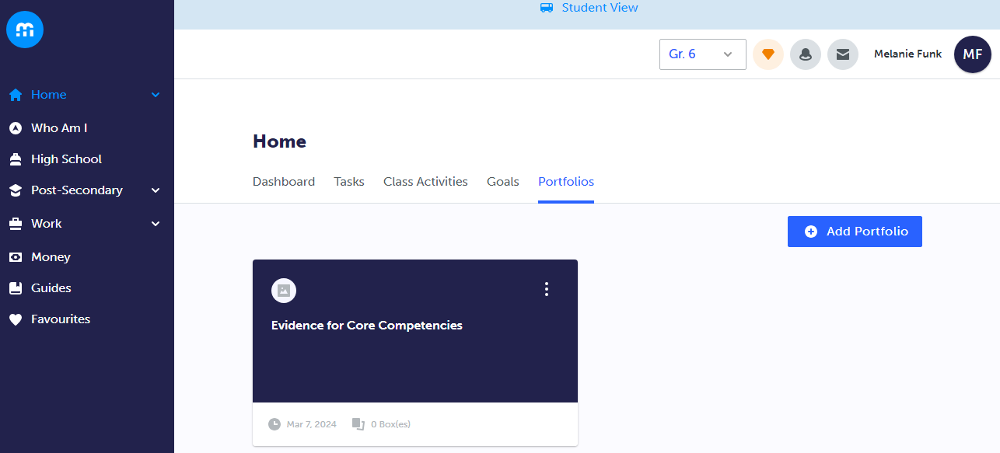 Student View
Gr. 6
Melanie Funk
MF
Home
Who Am I
High School
Post-Secondary
Work
Money
Guides
Favourites
Home
Dashboard Tasks Class Activities Goals Portfolios
Add Portfolio
Evidence for Core Competencies
Mar 7, 2024 0 Box(es)